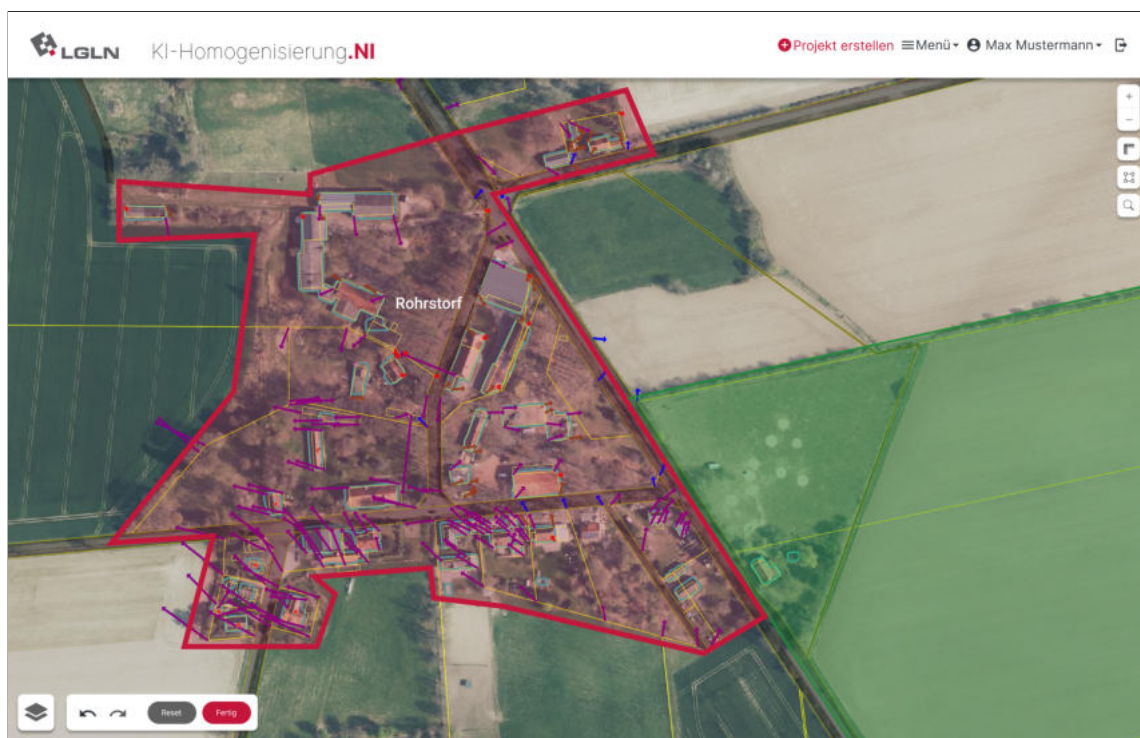 LGLN
KI-Homogenisierung.NI
Projekt erstellen
Menü
Max Mustermann
+
−
Rohrstorf
Reset
Fertig